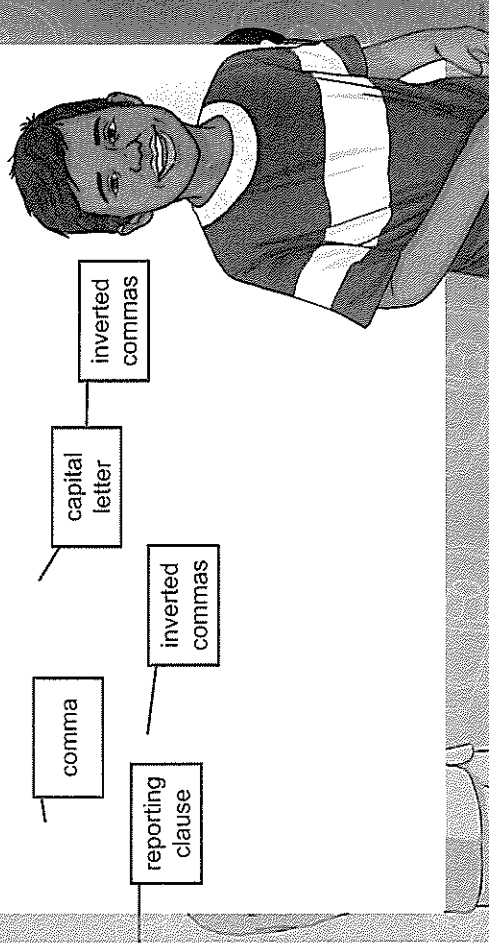 comma
capital
letter
inverted
commas
reporting
clause
inverted
commas